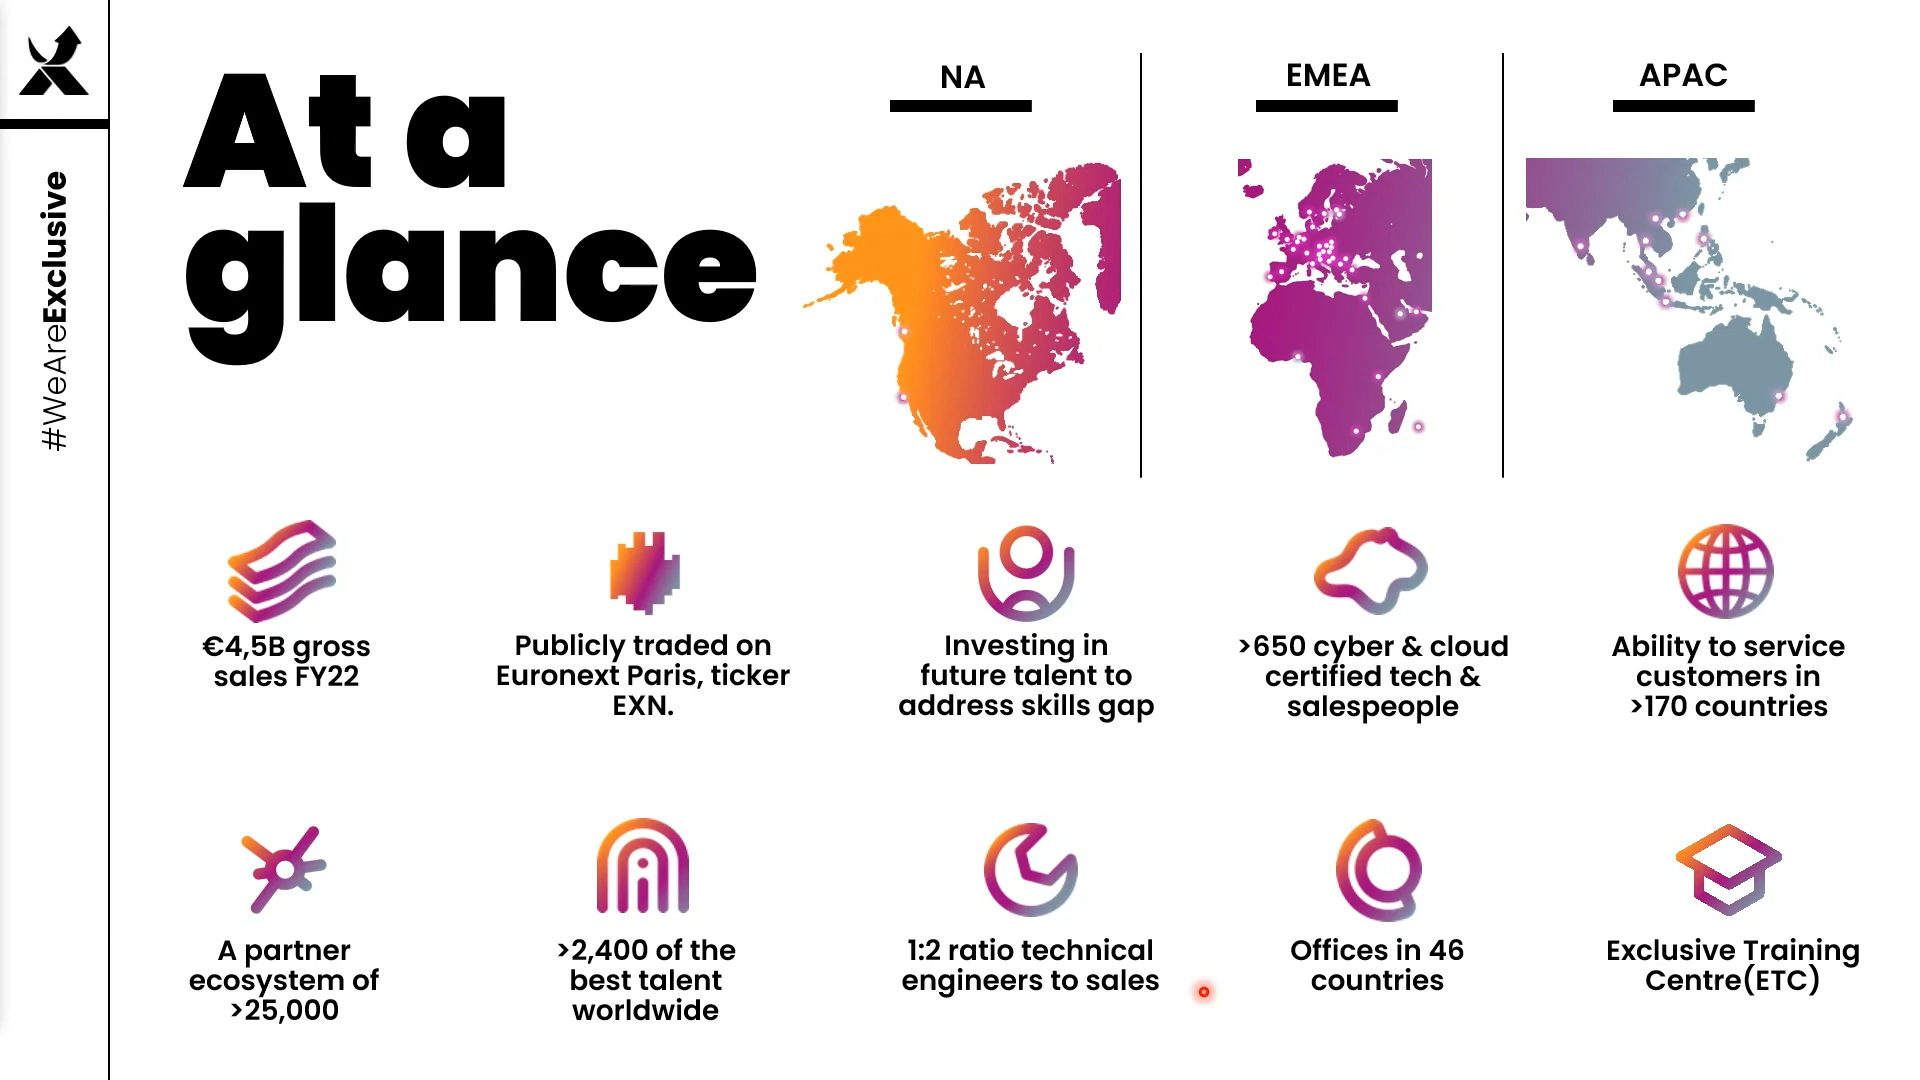 #WeAreExclusive
At a
glance
NA
EMEA
APAC
€4,5B gross
sales FY22
Publicly traded on
Euronext Paris, ticker
EXN.
Investing in
future talent to
address skills gap
>650 cyber & cloud
certified tech &
salespeople
Ability to service
customers in
>170 countries
A partner
ecosystem of
>25,000
>2,400 of the
best talent
worldwide
1:2 ratio technical
engineers to sales
Offices in 46
countries
Exclusive Training
Centre(ETC)